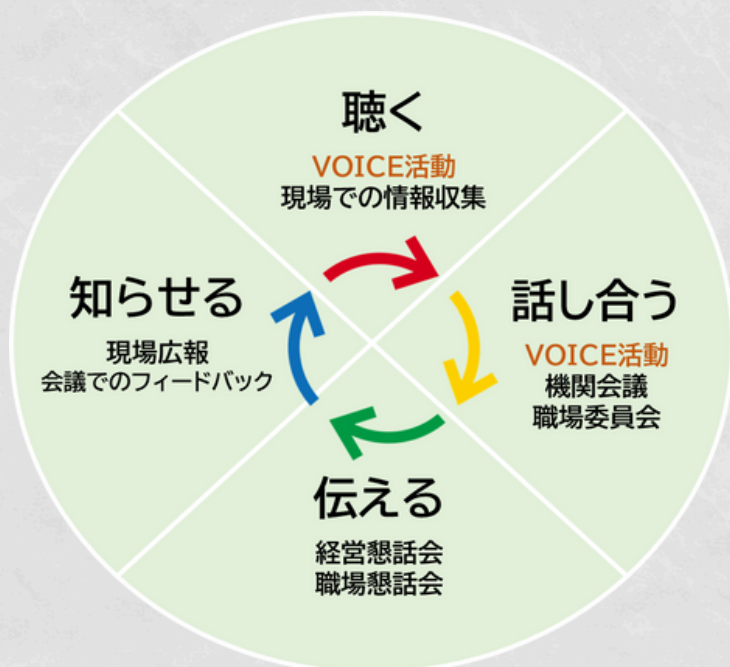 聴く
VOICE活動
現場での情報収集
話し合う
VOICE活動
機関会議
職場委員会
伝える
経営懇話会
職場懇話会
知らせる
現場広報
会議でのフィードバック